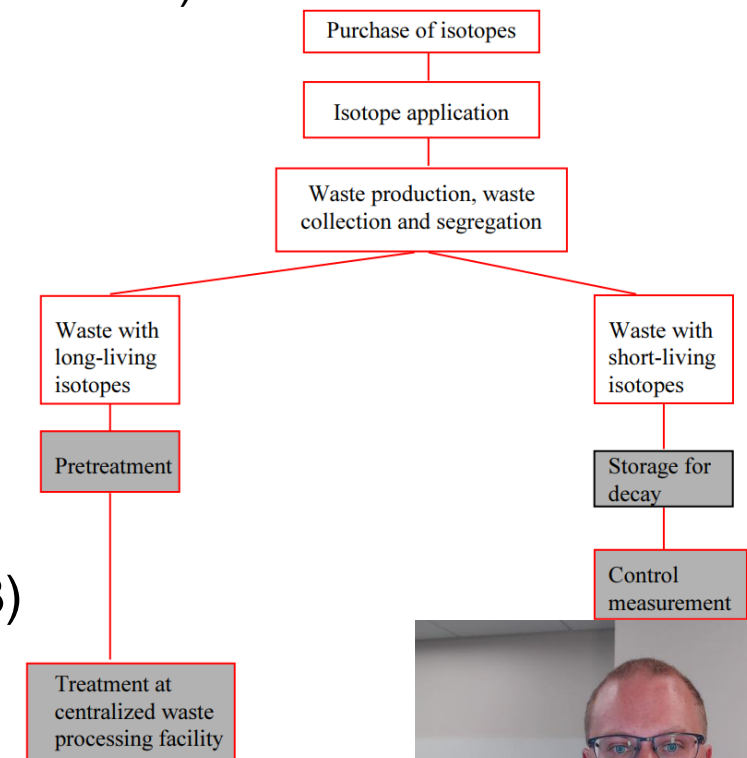 )
Purchase of isotopes
Isotope application
Waste production, waste
collection and segregation
Waste with
long-living
isotopes
Waste with
short-living
isotopes
Pretreatment
Storage for
decay
Control
measurement
)
Treatment at
centralized waste
processing facility